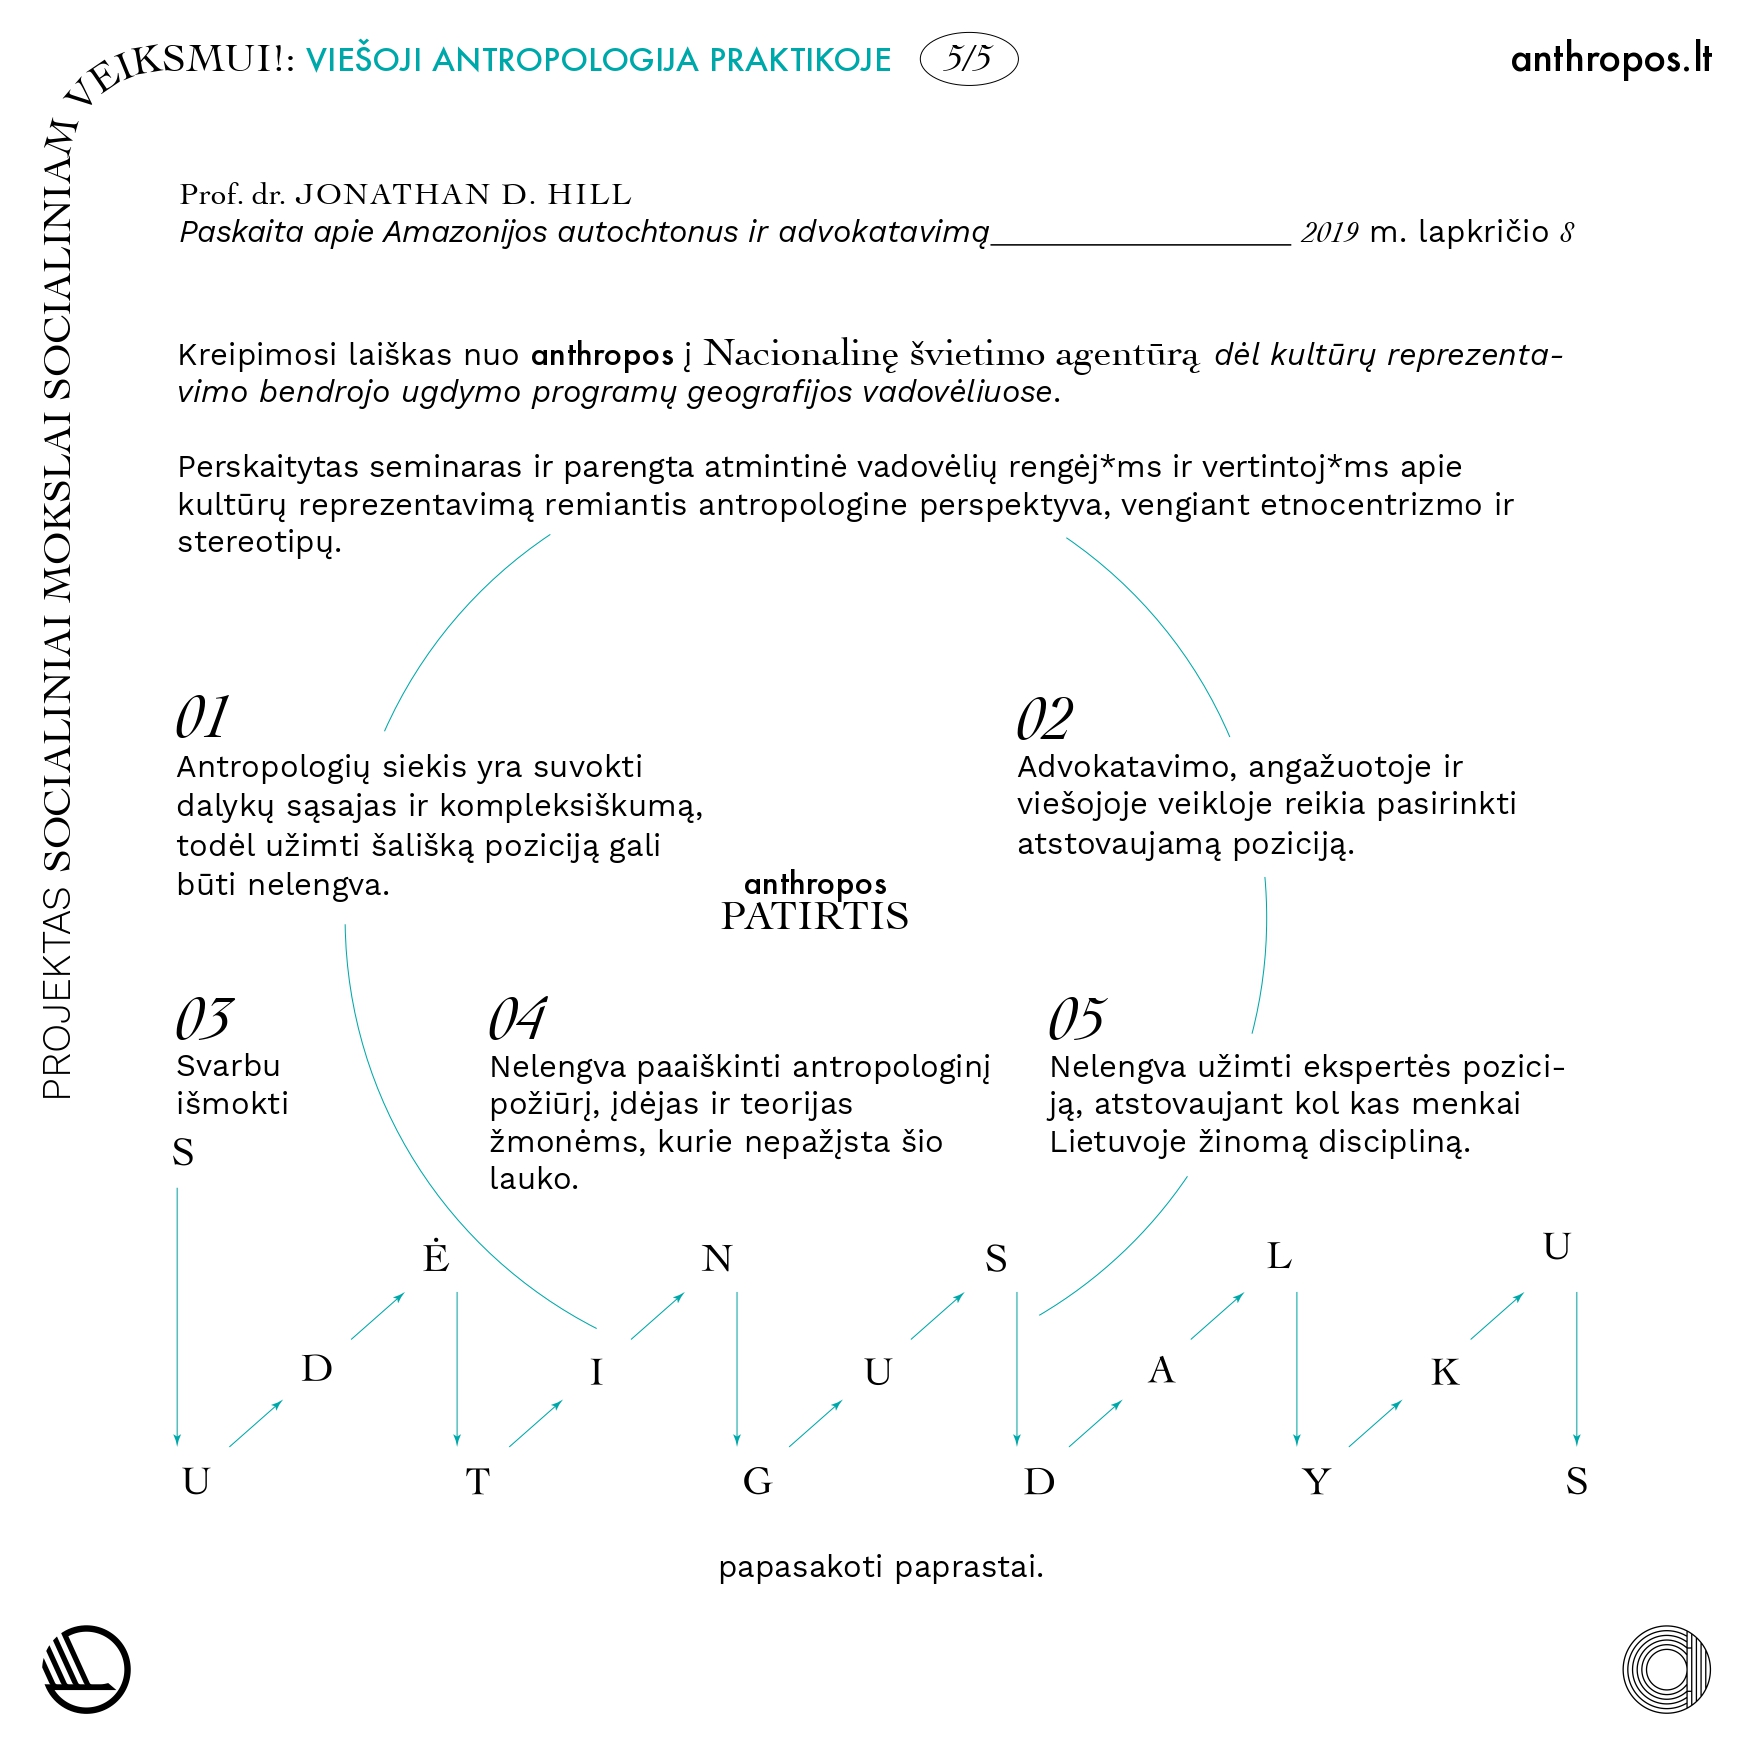 PROJEKTAS SOCIALINIAI MOKSLAI SOCIALINIAM VEIKSMUI!: VIEŠOJI ANTROPOLOGIJA PRAKTIKOJE 5/5
anthropos.lt
Prof. dr. JONATHAN D. HILL
Paskaita apie Amazonijos autochtonus ir advokatavimą 2019 m. lapkričio 8
Kreipimosi laiškas nuo anthropos į Nacionalinę švietimo agentūrą dėl kultūrų reprezenta-
vimo bendrojo ugdymo programų geografijos vadovėliuose.
Perskaitytas seminaras ir parengta atmintinė vadovėlių rengėj*ms ir vertintoj*ms apie
kultūrų reprezentavimą remiantis antropologine perspektyva, vengiant etnocentrizmo ir
stereotipų.
01
Antropologių siekis yra suvokti
dalykų sąsajas ir kompleksiškumą,
todėl užimti šališką poziciją gali
būti nelengva.
02
Advokatavimo, angažuotoje ir
viešojoje veikloje reikia pasirinkti
atstovaujamą poziciją.
anthropos
PATIRTIS
03
Svarbu
išmokti
04
Nelengva paaiškinti antropologinį
požiūrį, įdėjas ir teorijas
žmonėms, kurie nepažįsta šio
lauko.
05
Nelengva užimti ekspertės pozici-
ją, atstovaujant kol kas menkai
Lietuvoje žinomą discipliną.
S U D Ė T I N G U S D A L Y K U S
papasakoti paprastai.